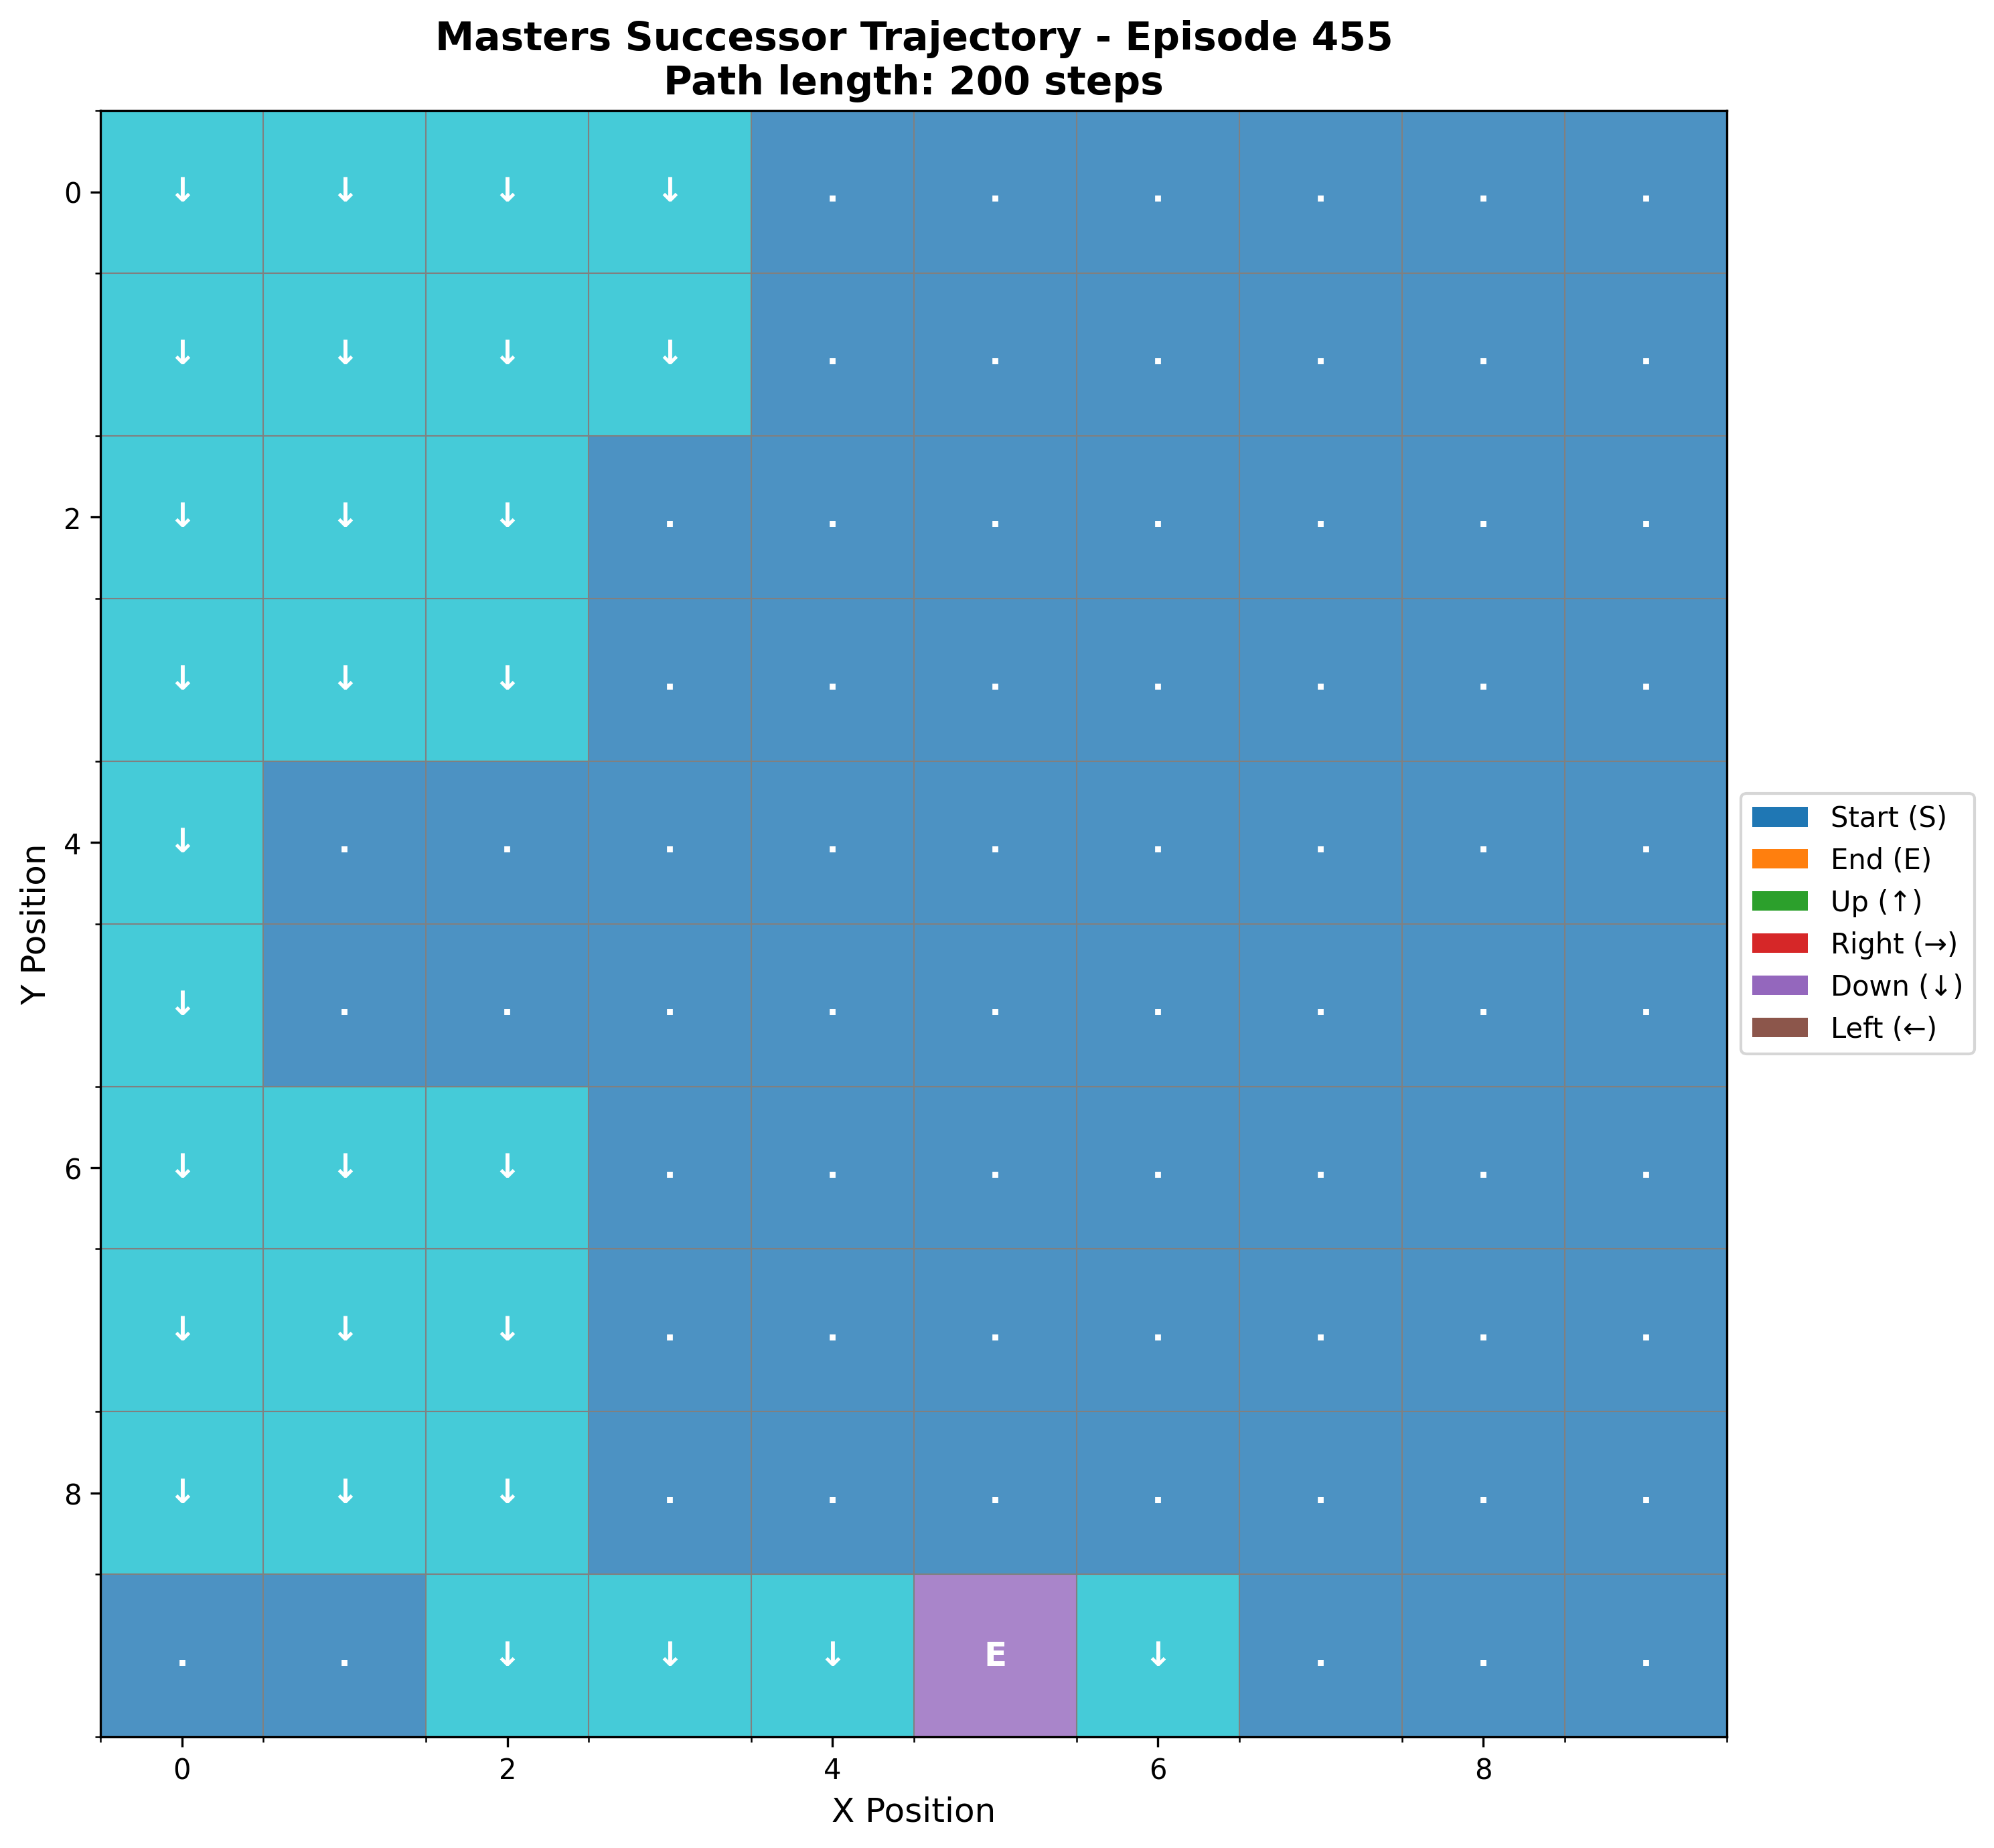 Masters Successor Trajectory - Episode 455
Path length: 200 steps
0 ↓ ↓ ↓ ↓ . . . . . .
↓ ↓ ↓ ↓ . . . . . .
2 ↓ ↓ ↓ . . . . . . .
↓ ↓ ↓ . . . . . . .
4 ↓ . . . . . . . . .
↓ . . . . . . . . .
6 ↓ ↓ ↓ . . . . . . .
↓ ↓ ↓ . . . . . . .
8 ↓ ↓ ↓ . . . . . . .
. . ↓ ↓ ↓ E ↓ . . .
0 2 4 6 8
X Position
Y Position
Start (S)
End (E)
Up (↑)
Right (→)
Down (↓)
Left (←)